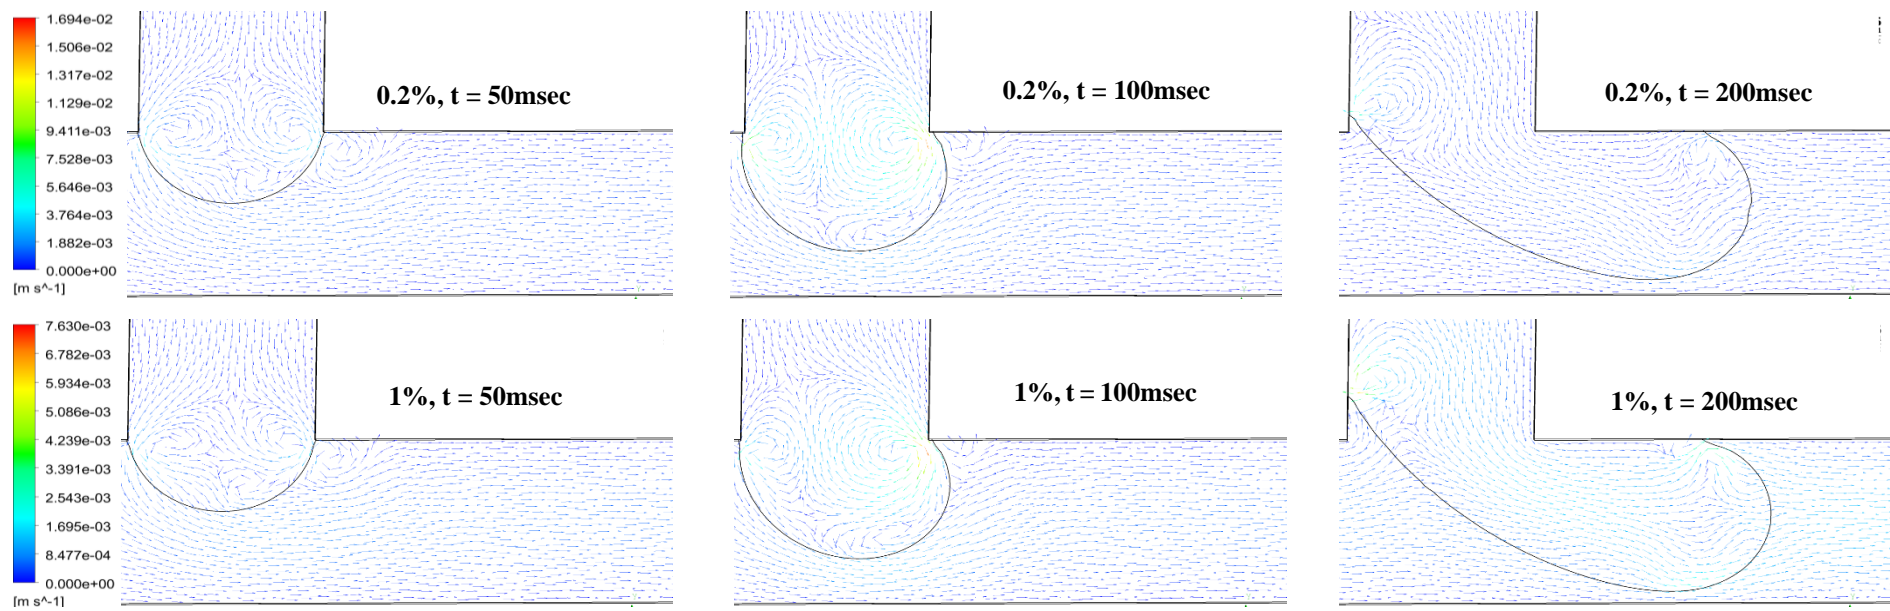 1.694e-02
1.506e-02
1.317e-02
1.129e-02
9.411e-03
7.528e-03
5.646e-03
3.764e-03
1.882e-03
0.000e+00
[m s^-1]
0.2%, t = 50msec
0.2%, t = 100msec
0.2%, t = 200msec
7.630e-03
6.782e-03
5.934e-03
5.086e-03
4.239e-03
3.391e-03
2.543e-03
1.695e-03
8.477e-04
0.000e+00
[m s^-1]
1%, t = 50msec
1%, t = 100msec
1%, t = 200msec